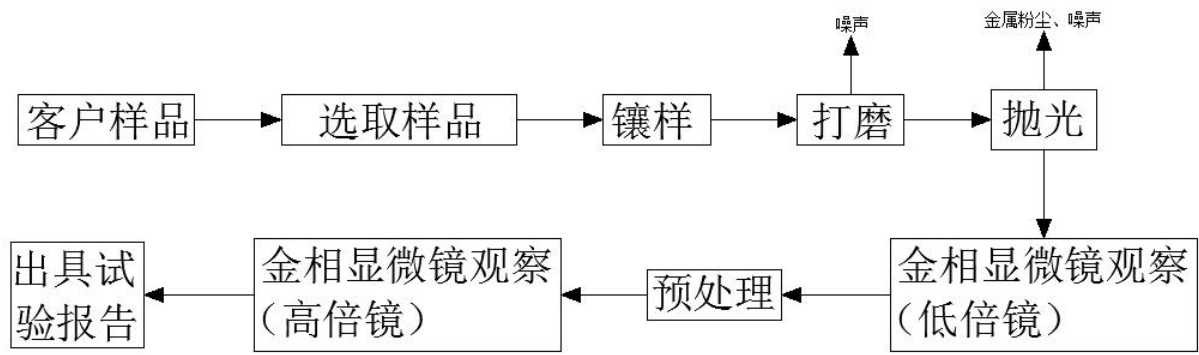 噪声
金属粉尘、噪声
客户样品
选取样品
镶样
打磨
抛光
金相显微镜观察
（低倍镜）
预处理
金相显微镜观察
（高倍镜）
出具试
验报告